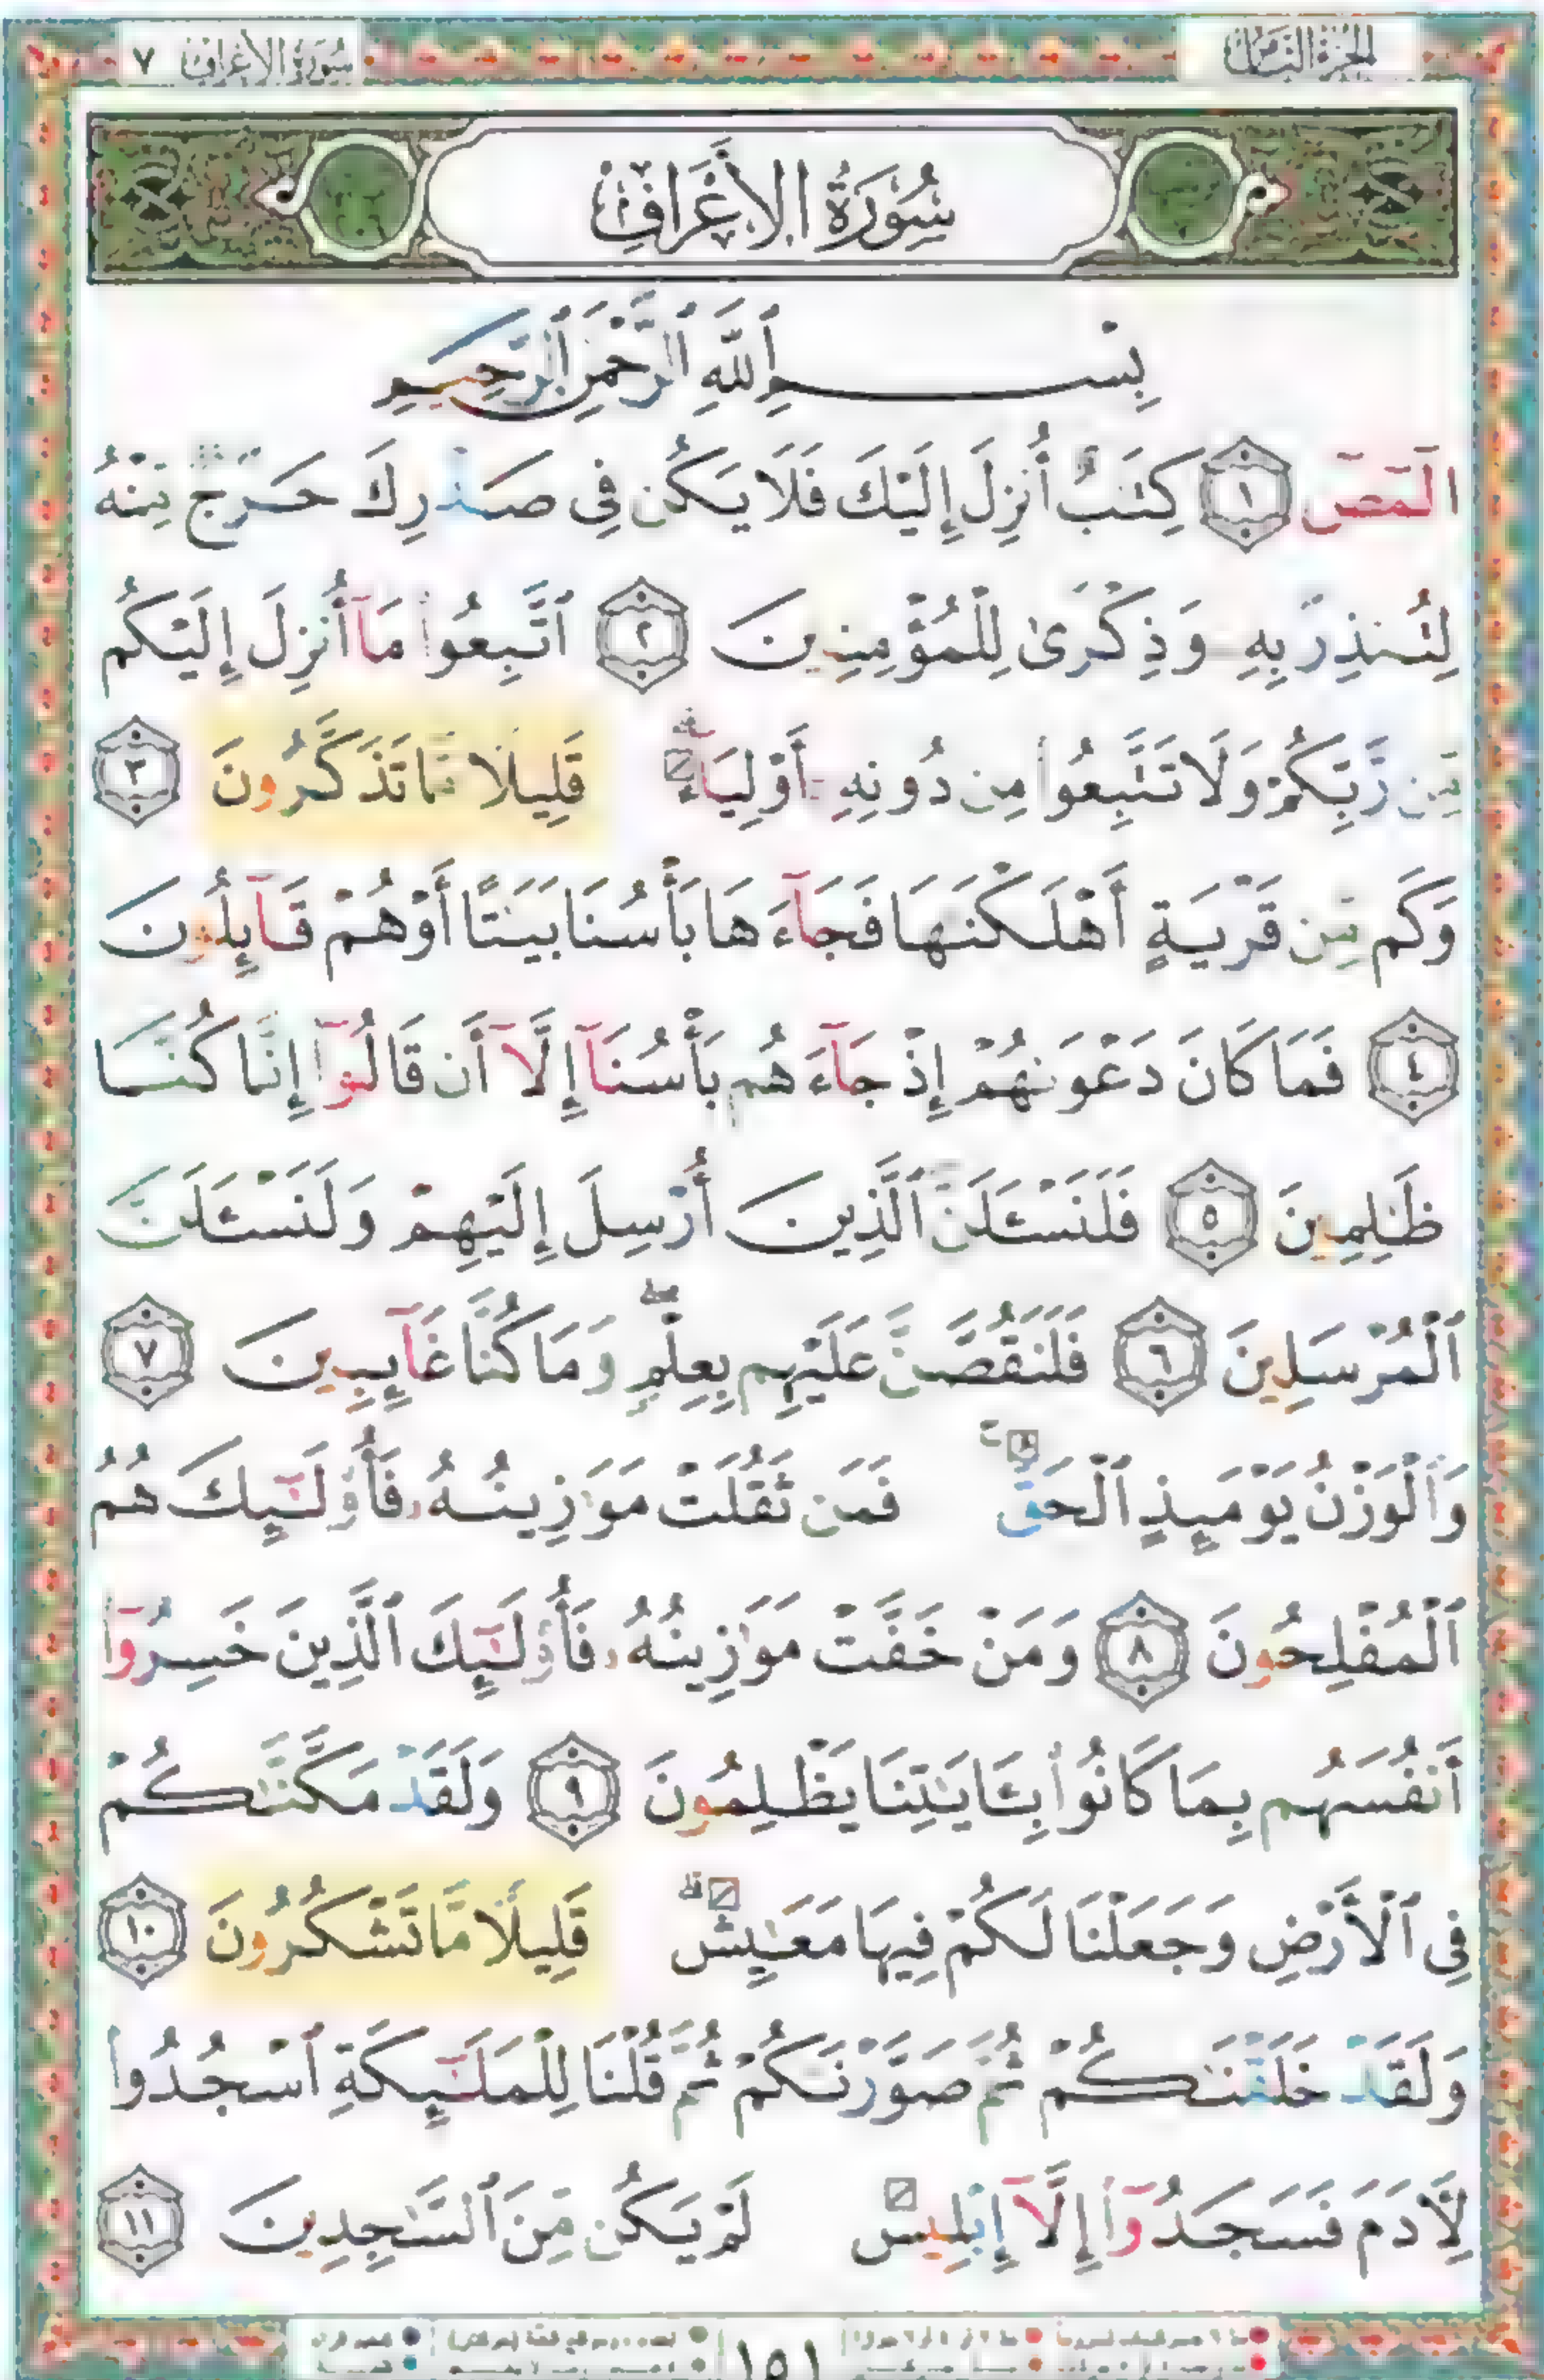 الجزء الثامن
سورة الأعراف ٧
سُورَةُ الأَعْرَافِ
بِسْمِ ٱللَّهِ ٱلرَّحْمَٰنِ ٱلرَّحِيمِ
الٓمٓصٓ ١ كِتَٰبٌ أُنزِلَ إِلَيْكَ فَلَا يَكُن فِى صَدْرِكَ حَرَجٌ مِّنْهُ
لِتُنذِرَ بِهِۦ وَذِكْرَىٰ لِلْمُؤْمِنِينَ ٢ ٱتَّبِعُوا۟ مَآ أُنزِلَ إِلَيْكُم
مِّن رَّبِّكُمْ وَلَا تَتَّبِعُوا۟ مِن دُونِهِۦٓ أَوْلِيَآءَ ۗ قَلِيلًا مَّا تَذَكَّرُونَ ٣
وَكَم مِّن قَرْيَةٍ أَهْلَكْنَٰهَا فَجَآءَهَا بَأْسُنَا بَيَٰتًا أَوْ هُمْ قَآئِلُونَ
٤ فَمَا كَانَ دَعْوَىٰهُمْ إِذْ جَآءَهُم بَأْسُنَآ إِلَّآ أَن قَالُوٓا۟ إِنَّا كُنَّا
ظَٰلِمِينَ ٥ فَلَنَسْـَٔلَنَّ ٱلَّذِينَ أُرْسِلَ إِلَيْهِمْ وَلَنَسْـَٔلَنَّ
ٱلْمُرْسَلِينَ ٦ فَلَنَقُصَّنَّ عَلَيْهِم بِعِلْمٍ ۖ وَمَا كُنَّا غَآئِبِينَ ٧
وَٱلْوَزْنُ يَوْمَئِذٍ ٱلْحَقُّ ۚ فَمَن ثَقُلَتْ مَوَٰزِينُهُۥ فَأُو۟لَٰٓئِكَ هُمُ
ٱلْمُفْلِحُونَ ٨ وَمَنْ خَفَّتْ مَوَٰزِينُهُۥ فَأُو۟لَٰٓئِكَ ٱلَّذِينَ خَسِرُوٓا۟
أَنفُسَهُم بِمَا كَانُوا۟ بِـَٔايَٰتِنَا يَظْلِمُونَ ٩ وَلَقَدْ مَكَّنَّٰكُمْ
فِى ٱلْأَرْضِ وَجَعَلْنَا لَكُمْ فِيهَا مَعَٰيِشَ ۗ قَلِيلًا مَّا تَشْكُرُونَ ١٠
وَلَقَدْ خَلَقْنَٰكُمْ ثُمَّ صَوَّرْنَٰكُمْ ثُمَّ قُلْنَا لِلْمَلَٰٓئِكَةِ ٱسْجُدُوا۟
لِـَٔادَمَ فَسَجَدُوٓا۟ إِلَّآ إِبْلِيسَ لَمْ يَكُن مِّنَ ٱلسَّٰجِدِينَ ١١
١٥١